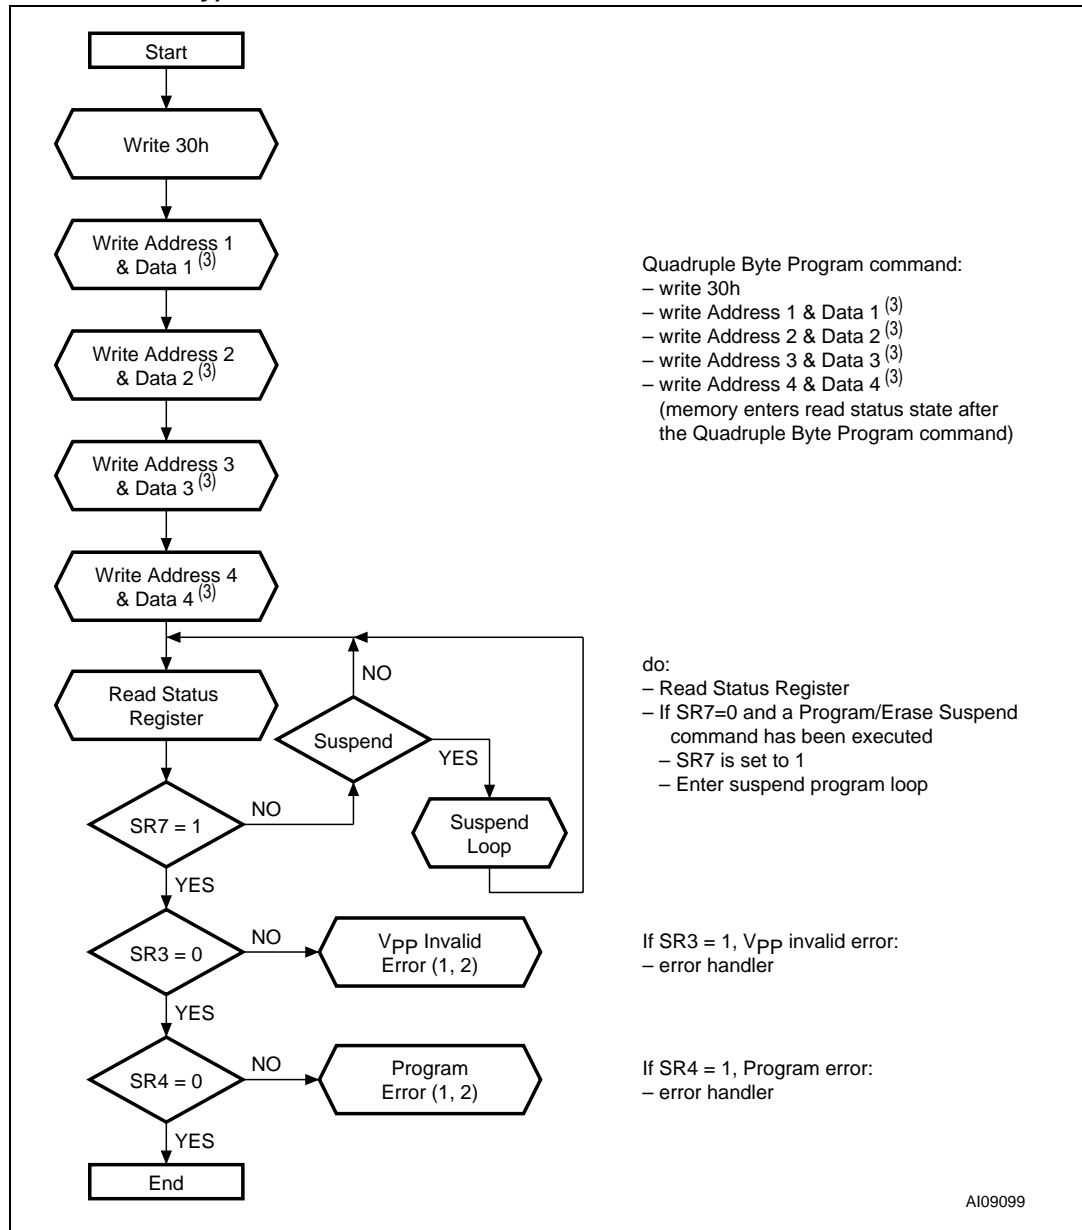 Start
Write 30h
Write Address 1
& Data 1 (3)
Write Address 2
& Data 2 (3)
Write Address 3
& Data 3 (3)
Write Address 4
& Data 4 (3)
Quadruple Byte Program command:
– write 30h
– write Address 1 & Data 1 (3)
– write Address 2 & Data 2 (3)
– write Address 3 & Data 3 (3)
– write Address 4 & Data 4 (3)
(memory enters read status state after
the Quadruple Byte Program command)
Read Status
Register
NO
Suspend
YES
Suspend
Loop
SR7 = 1
NO
YES
do:
– Read Status Register
– If SR7=0 and a Program/Erase Suspend
command has been executed
– SR7 is set to 1
– Enter suspend program loop
SR3 = 0
NO
VPP Invalid
Error (1, 2)
YES
If SR3 = 1, VPP invalid error:
– error handler
SR4 = 0
NO
Program
Error (1, 2)
YES
If SR4 = 1, Program error:
– error handler
End
AI09099